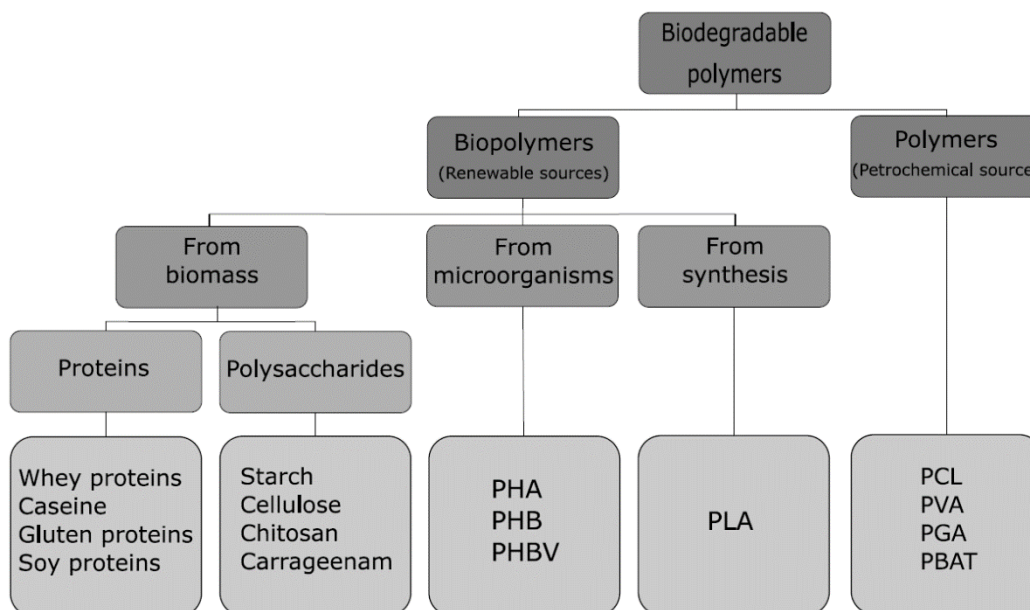 Biodegradable
polymers
Biopolymers
(Renewable sources)
Polymers
(Petrochemical source
From
biomass
From
microorganisms
From
synthesis
Proteins
Polysaccharides
Whey proteins
Caseine
Gluten proteins
Soy proteins
Starch
Cellulose
Chitosan
Carrageenam
PHA
PHB
PHBV
PLA
PCL
PVA
PGA
PBAT